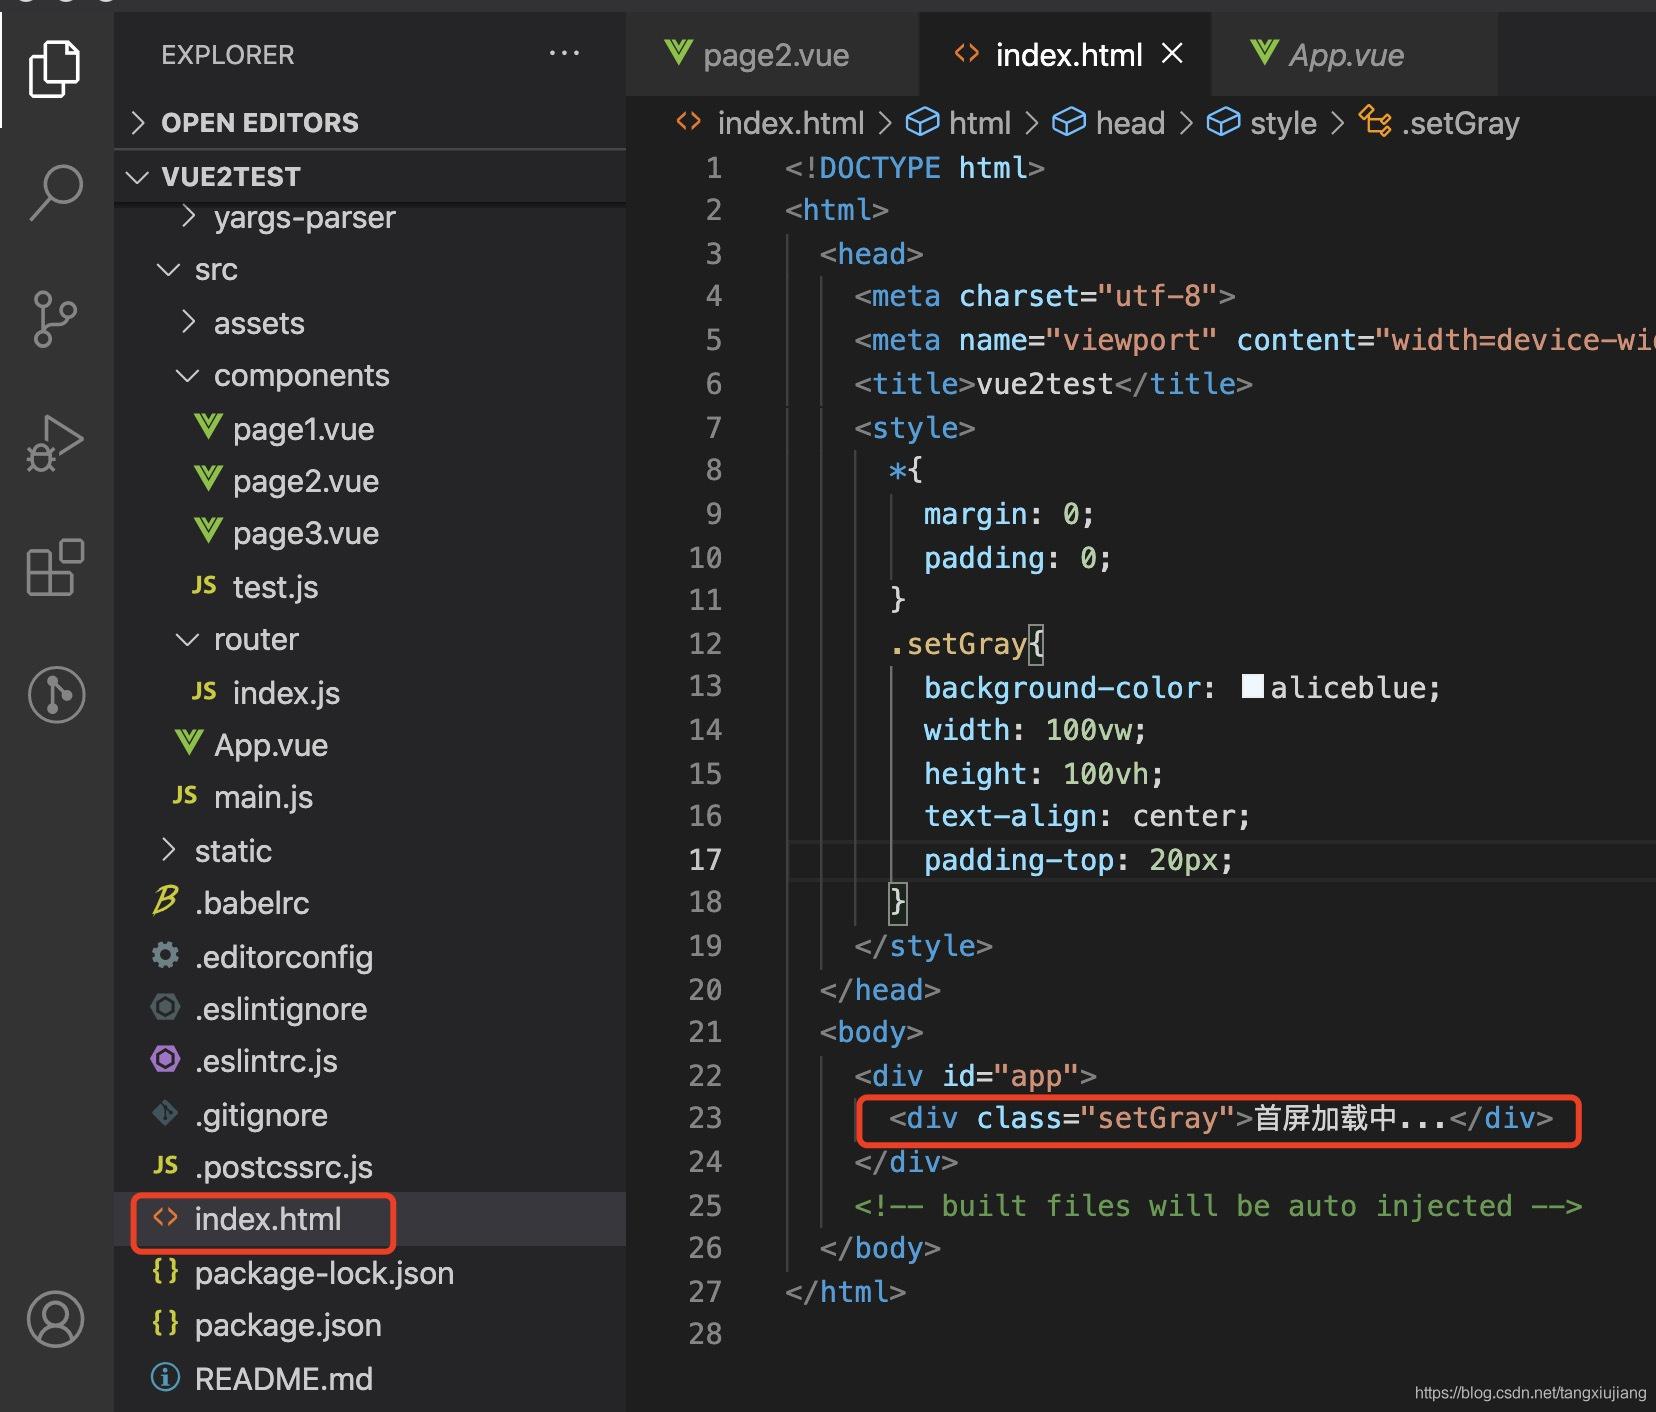 EXPLORER
OPEN EDITORS
VUE2TEST
yargs-parser
src
assets
components
page1.vue
page2.vue
page3.vue
JS test.js
router
JS index.js
App.vue
JS main.js
static
.babelrc
.editorconfig
.eslintignore
.eslintrc.js
.gitignore
JS .postcssrc.js
<> index.html
{} package-lock.json
{} package.json
README.md
page2.vue
<> index.html
App.vue
<> index.html > html > head > style > .setGray
1 <!DOCTYPE html>
2 <html>
3 <head>
4 <meta charset="utf-8">
5 <meta name="viewport" content="width=device-wi
6 <title>vue2test</title>
7 <style>
8 *{
9 margin: 0;
10 padding: 0;
11 }
12 .setGray{
13 background-color: aliceblue;
14 width: 100vw;
15 height: 100vh;
16 text-align: center;
17 padding-top: 20px;
18 }
19 </style>
20 </head>
21 <body>
22 <div id="app">
23 <div class="setGray">首屏加载中...</div>
24 </div>
25 <!-- built files will be auto injected -->
26 </body>
27 </html>
28
https://blog.csdn.net/tangxiujiang